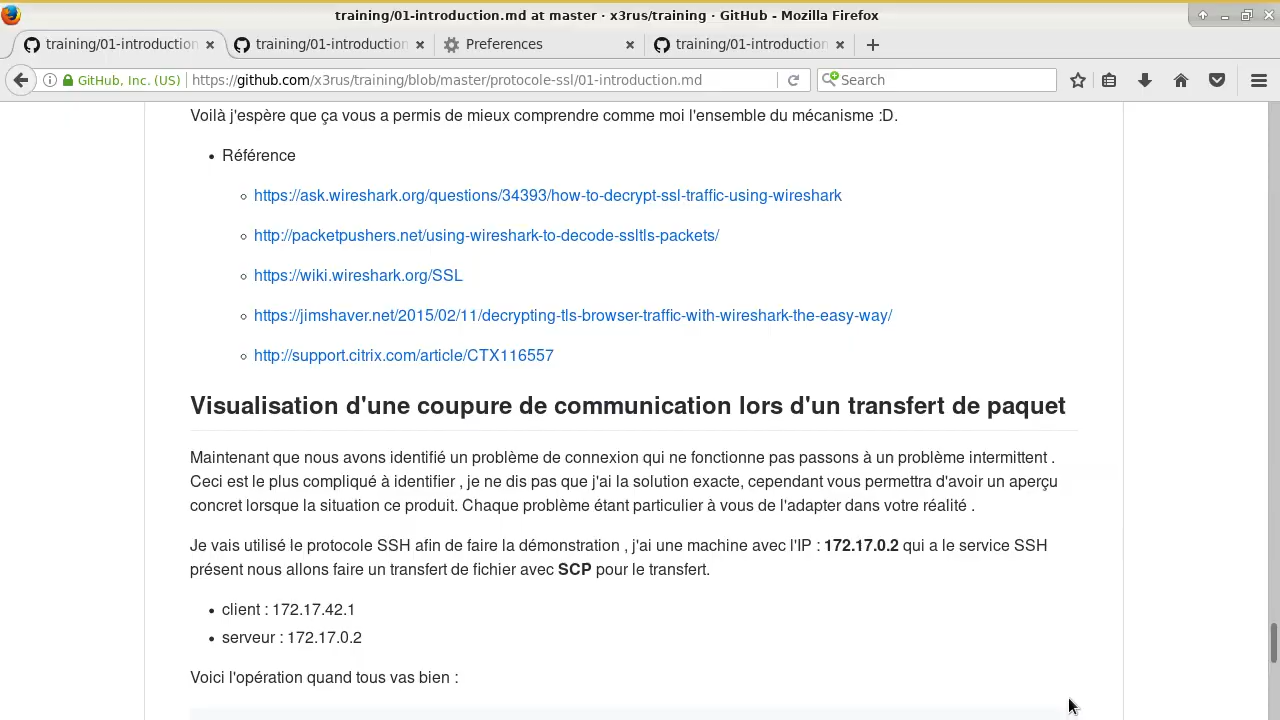 training/01-introduction.md at master · x3rus/training · GitHub - Mozilla Firefox
training/01-introduction training/01-introduction Preferences training/01-introduction
GitHub, Inc. (US) https://github.com/x3rus/training/blob/master/protocole-ssl/01-introduction.md Search
Voilà j'espère que ça vous a permis de mieux comprendre comme moi l'ensemble du mécanisme :D.
Référence
https://ask.wireshark.org/questions/34393/how-to-decrypt-ssl-traffic-using-wireshark
http://packetpushers.net/using-wireshark-to-decode-ssltls-packets/
https://wiki.wireshark.org/SSL
https://jimshaver.net/2015/02/11/decrypting-tls-browser-traffic-with-wireshark-the-easy-way/
http://support.citrix.com/article/CTX116557
Visualisation d'une coupure de communication lors d'un transfert de paquet
Maintenant que nous avons identifié un problème de connexion qui ne fonctionne pas passons à un problème intermittent .
Ceci est le plus compliqué à identifier , je ne dis pas que j'ai la solution exacte, cependant vous permettra d'avoir un aperçu
concret lorsque la situation ce produit. Chaque problème étant particulier à vous de l'adapter dans votre réalité .
Je vais utilisé le protocole SSH afin de faire la démonstration , j'ai une machine avec l'IP : 172.17.0.2 qui a le service SSH
présent nous allons faire un transfert de fichier avec SCP pour le transfert.
client : 172.17.42.1
serveur : 172.17.0.2
Voici l'opération quand tous vas bien :